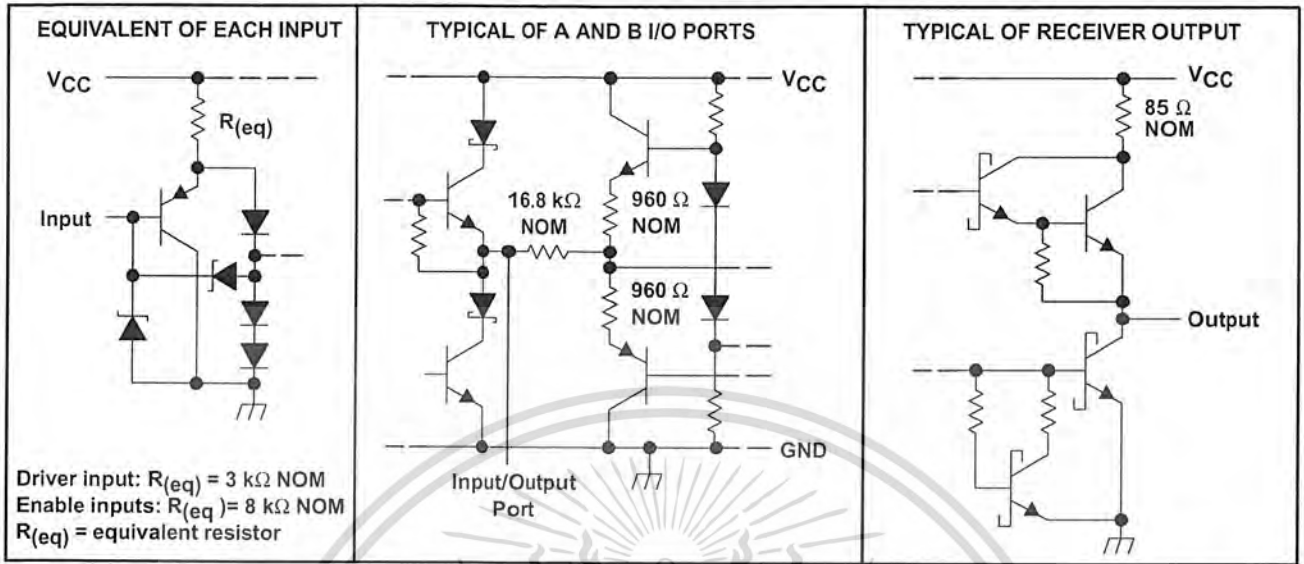 EQUIVALENT OF EACH INPUT
VCC
R(eq)
Input
Driver input: R(eq) = 3 kΩ NOM
Enable inputs: R(eq )= 8 kΩ NOM
R(eq) = equivalent resistor
TYPICAL OF A AND B I/O PORTS
VCC
16.8 kΩ
NOM
960 Ω
NOM
960 Ω
NOM
GND
Input/Output
Port
TYPICAL OF RECEIVER OUTPUT
VCC
85 Ω
NOM
Output